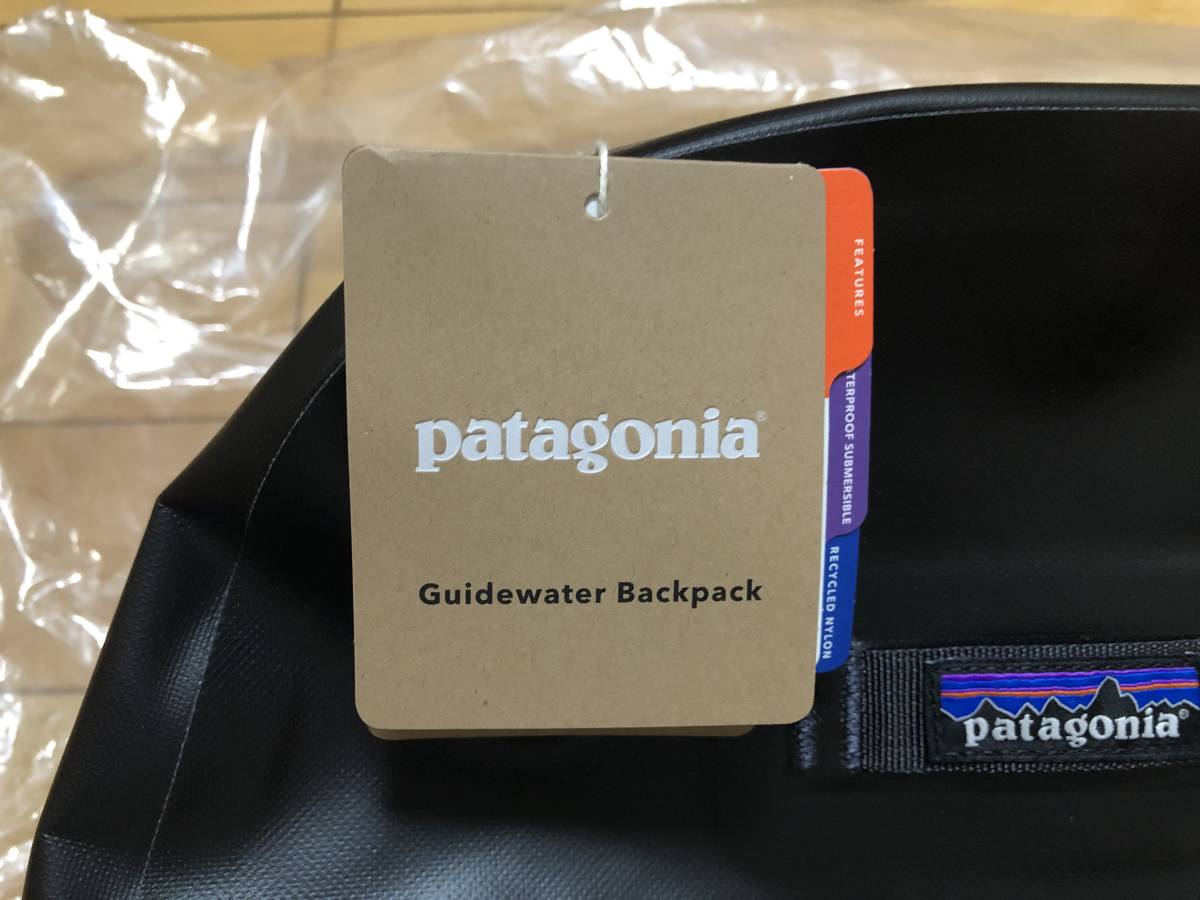 patagonia®
Guidewater Backpack
FEATURES
TERPROOF SUBMERSIBLE
RECYCLED NYLON
patagonia®